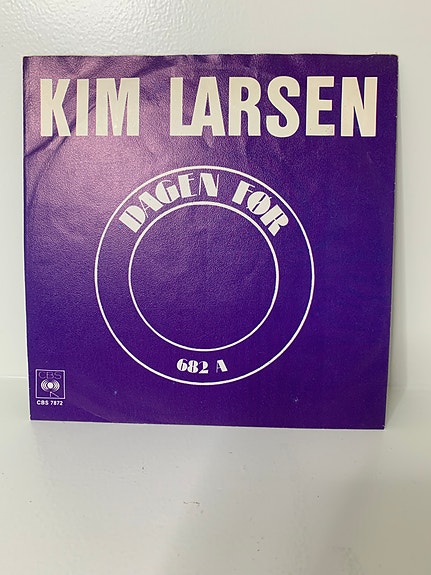 KIM LARSEN
DAGEN FØR
682 A
CBS
CBS 7872